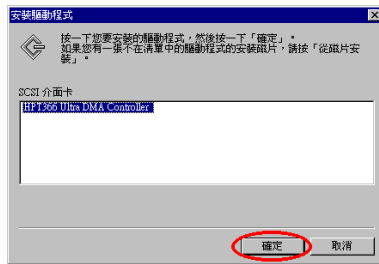 安裝驅動程式
按一下您要安裝的驅動程式，然後按一下「確定」。
如果您有一張不在清單中的驅動程式的安裝磁片，請按「從磁片安
裝」。
SCSI 介面卡
HPT366 Ultra DMA Controller
確定
取消